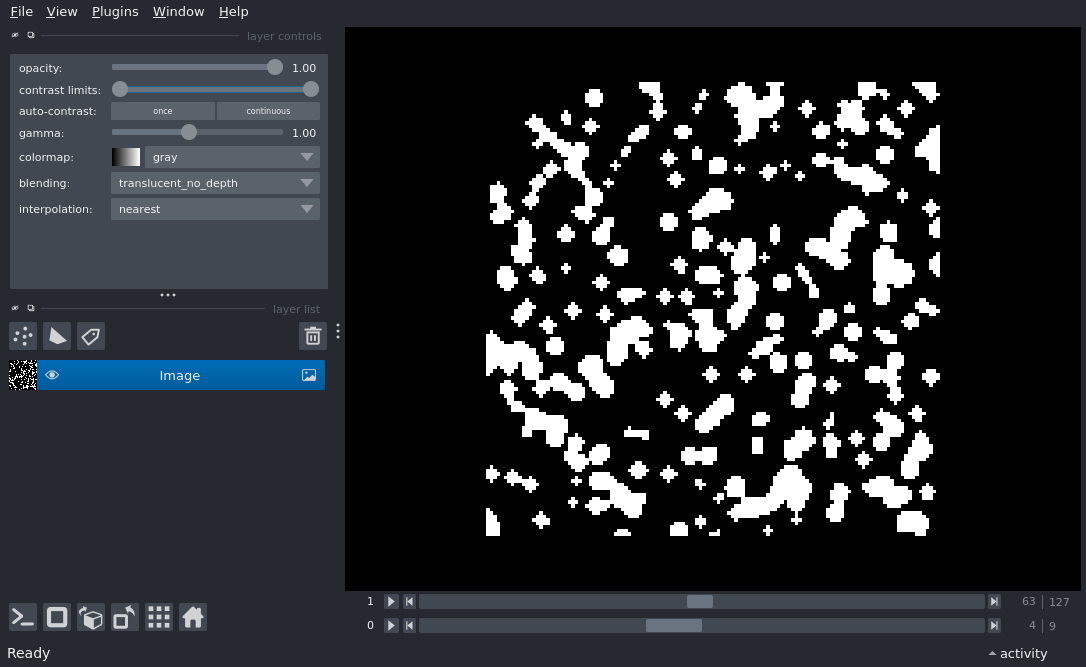 File View Plugins Window Help
layer controls
opacity: 1.00
contrast limits:
auto-contrast: once continuous
gamma: 1.00
colormap: gray
blending: translucent_no_depth
interpolation: nearest
layer list
Image
1 63 127
0 4 9
Ready activity